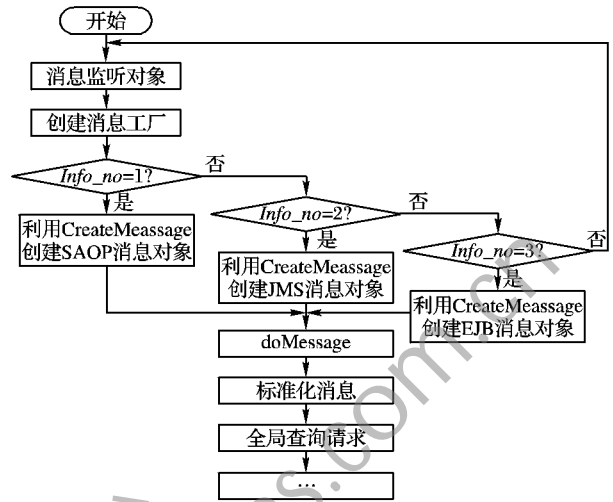 开始
消息监听对象
创建消息工厂
Info_no=1?
否
是
利用CreateMeassage
创建SAOP消息对象
Info_no=2?
否
是
利用CreateMeassage
创建JMS消息对象
Info_no=3?
否
是
利用CreateMeassage
创建EJB消息对象
doMessage
标准化消息
全局查询请求
…